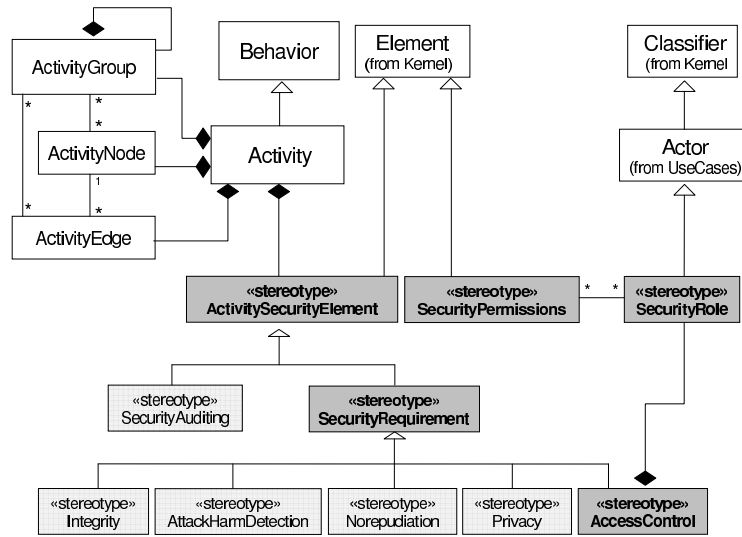 ActivityGroup
Behavior
Element
(from Kernel)
Classifier
(from Kernel
*
*
*
ActivityNode
Activity
Actor
(from UseCases)
1
*
*
ActivityEdge
«stereotype»
ActivitySecurityElement
«stereotype»
SecurityPermissions
*
*
«stereotype»
SecurityRole
«stereotype»
SecurityAuditing
«stereotype»
SecurityRequirement
«stereotype»
Integrity
«stereotype»
AttackHarmDetection
«stereotype»
Norepudiation
«stereotype»
Privacy
«stereotype»
AccessControl